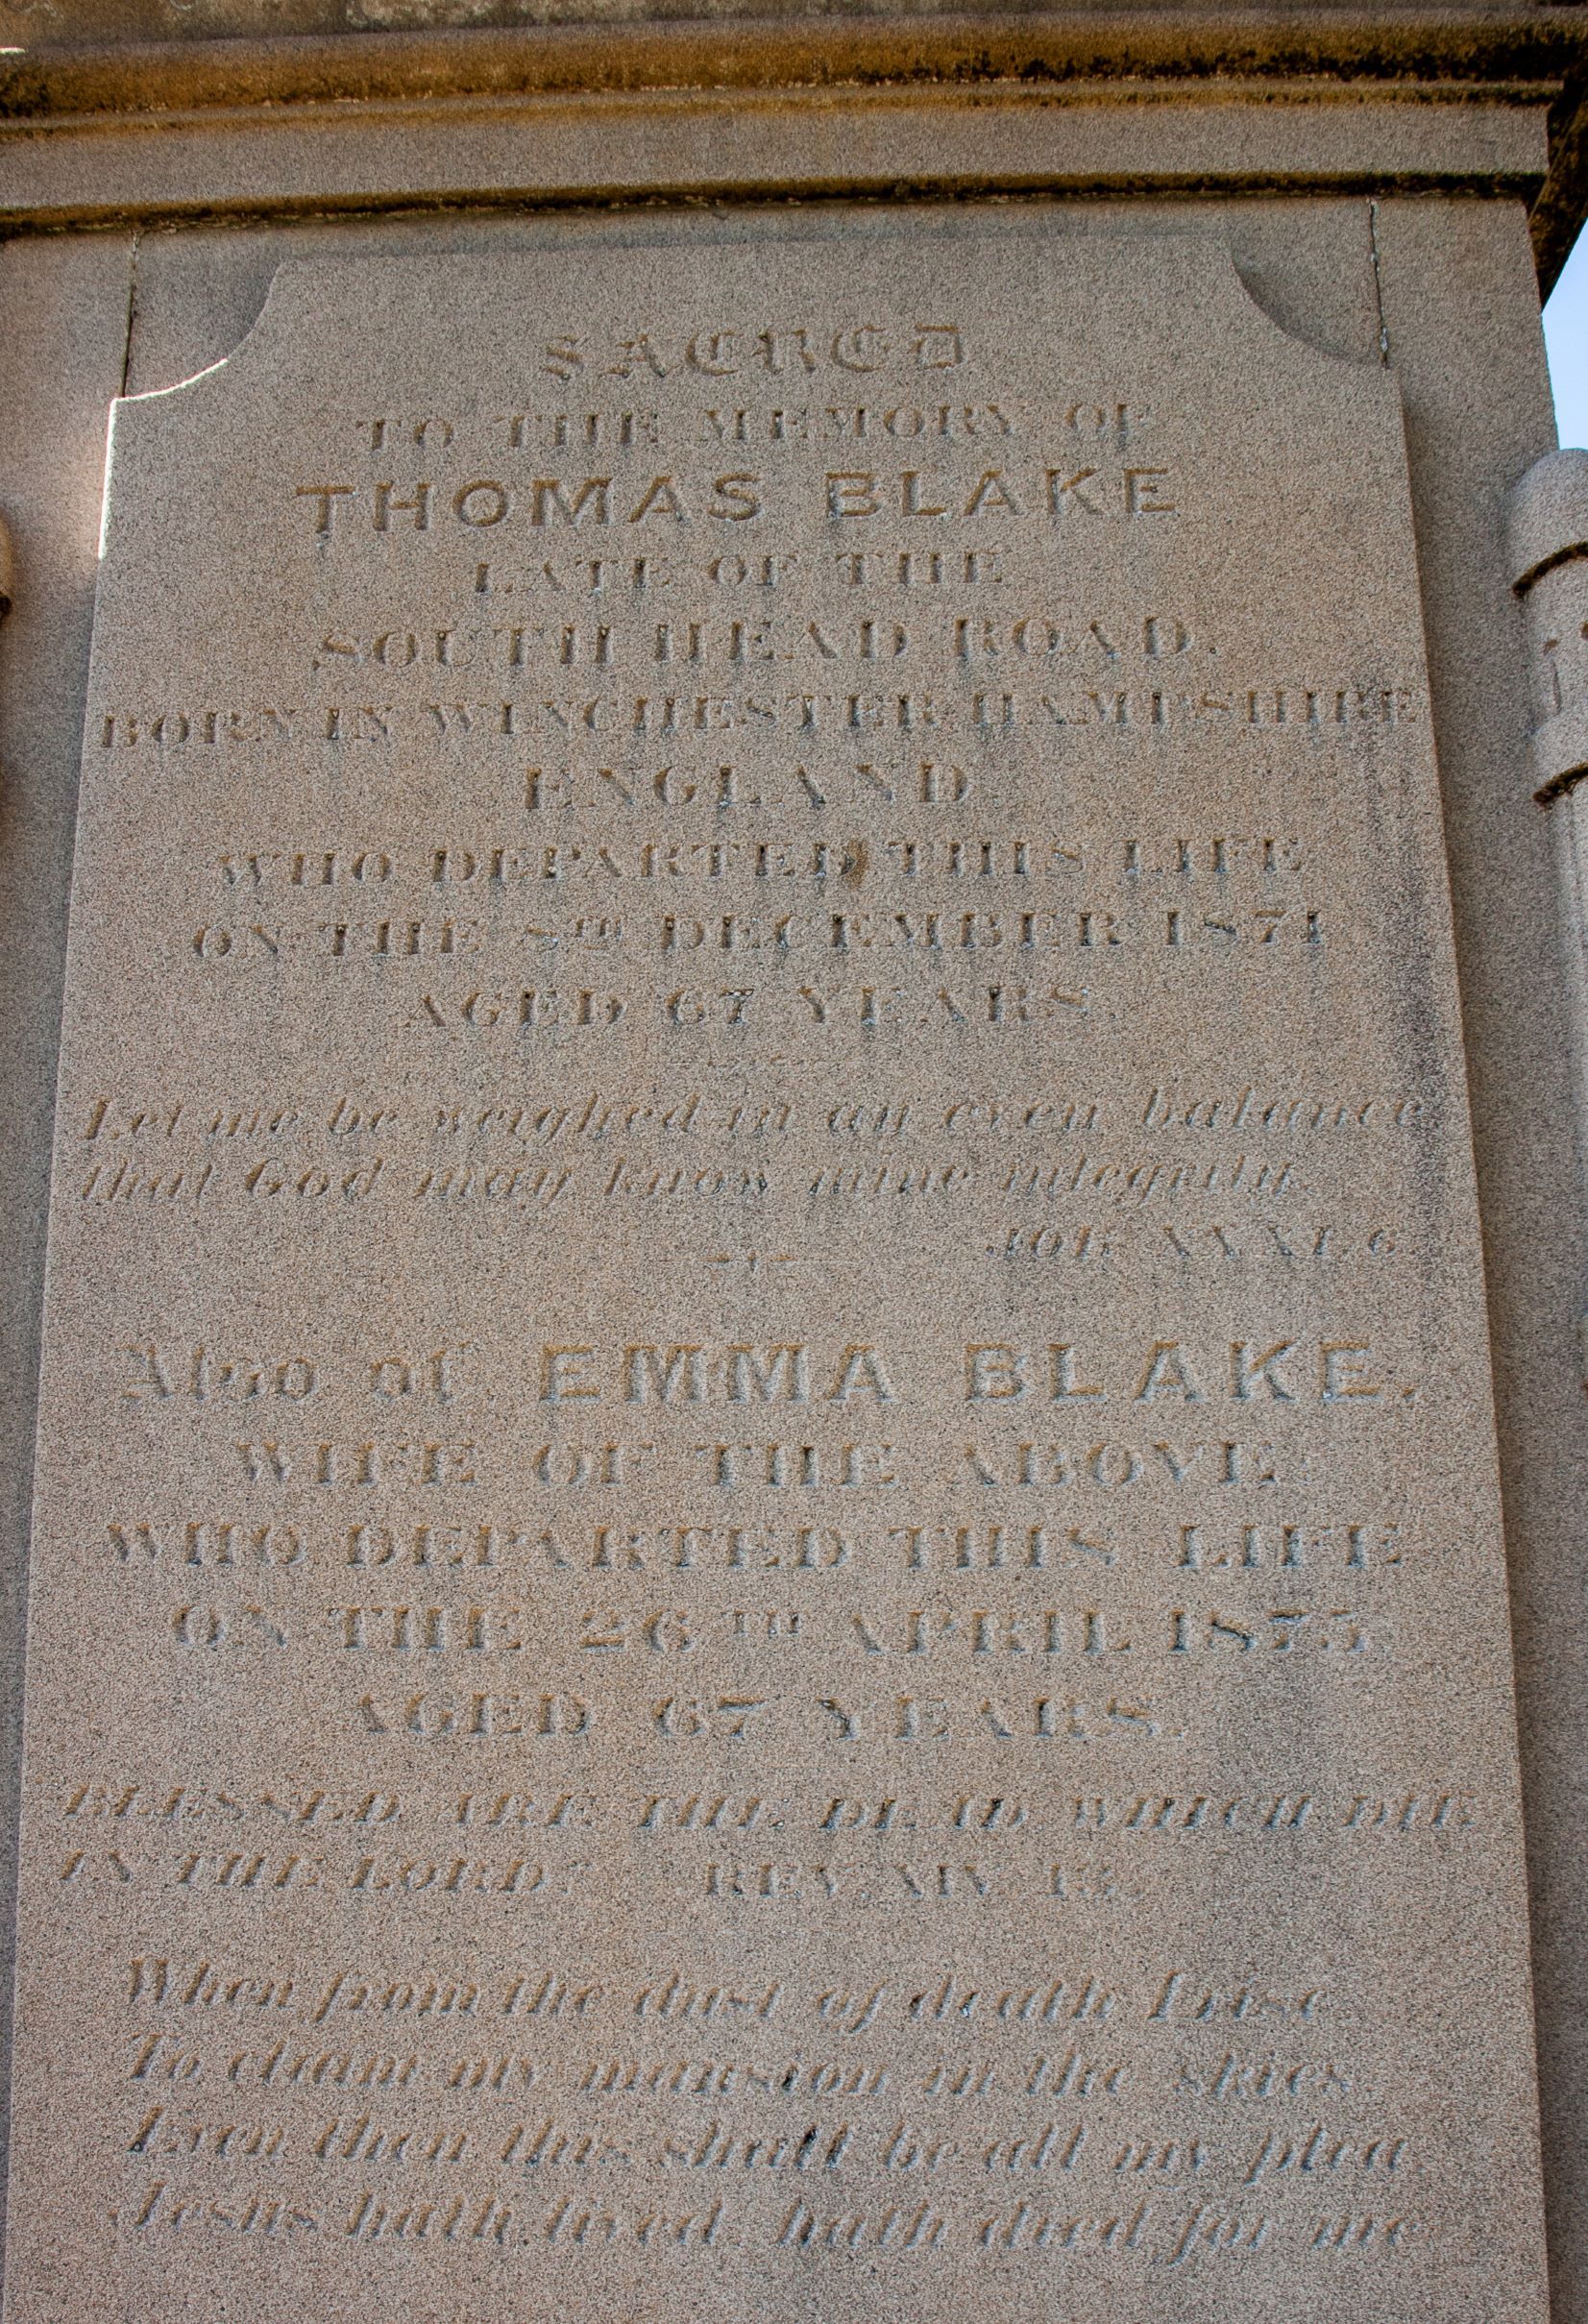 SACRED
TO THE MEMORY OF
THOMAS BLAKE
LATE OF THE
SOUTH HEAD ROAD.
BORN IN WINCHESTER HAMPSHIRE
ENGLAND
WHO DEPARTED THIS LIFE
ON THE 8TH DECEMBER 1871
AGED 67 YEARS.
Let me be weighed in an even balance
that God may know mine integrity.
JOB XXXI. 6
Also of EMMA BLAKE.
WIFE OF THE ABOVE
WHO DEPARTED THIS LIFE
ON THE 26TH APRIL 1875
AGED 67 YEARS.
BLESSED ARE THE DEAD WHICH DIE
IN THE LORD. REV. XIV. 13.
When from the dust of death I rise
To claim my mansion in the skies
Even then this shall be all my plea
Jesus hath lived, hath died for me